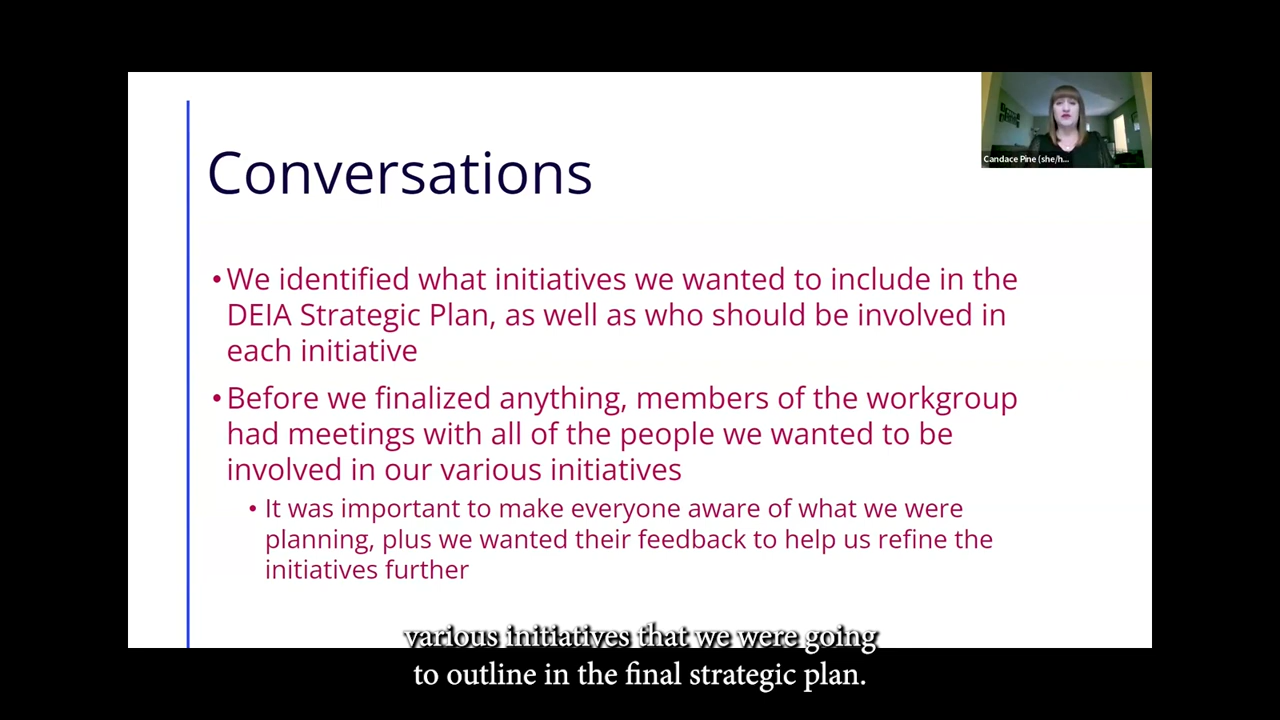 Candace Pine (she/h...
Conversations
• We identified what initiatives we wanted to include in the
DEIA Strategic Plan, as well as who should be involved in
each initiative
• Before we finalized anything, members of the workgroup
had meetings with all of the people we wanted to be
involved in our various initiatives
• It was important to make everyone aware of what we were
planning, plus we wanted their feedback to help us refine the
initiatives further
various initiatives that we were going
to outline in the final strategic plan.